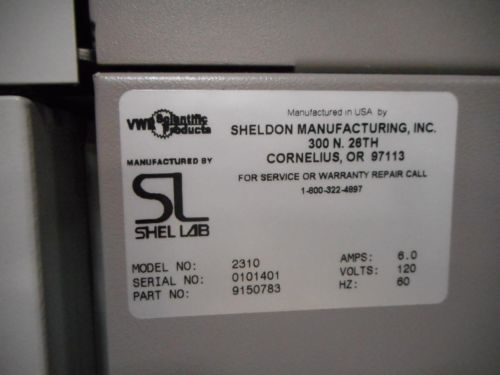 VWR Scientific Products
Manufactured in USA by
SHELDON MANUFACTURING, INC.
300 N. 26TH
CORNELIUS, OR 97113
FOR SERVICE OR WARRANTY REPAIR CALL
1-800-322-4897
MANUFACTURED BY
SL
SHEL LAB
MODEL NO: 2310
SERIAL NO: 0101401
PART NO: 9150783
AMPS: 6.0
VOLTS: 120
HZ: 60